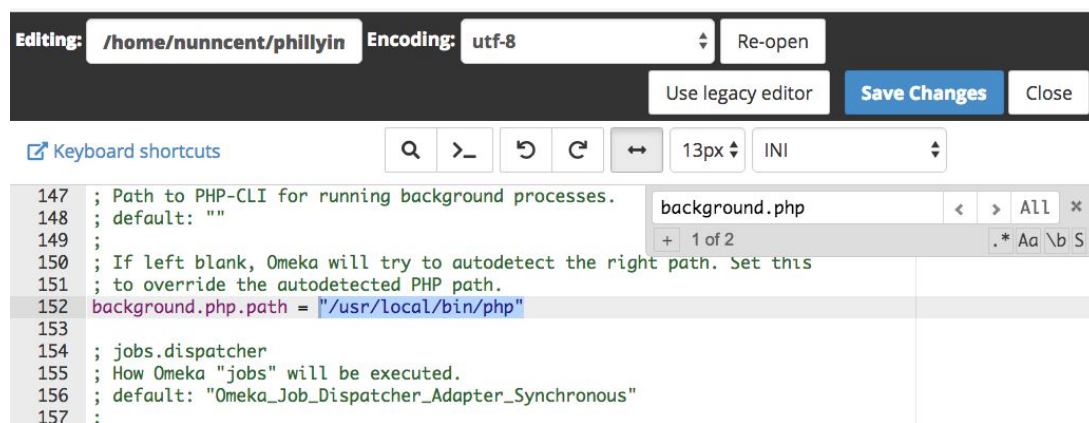 Editing: /home/nunncent/phillyin Encoding: utf-8 Re-open
Use legacy editor Save Changes Close
Keyboard shortcuts 13px INI
147 ; Path to PHP-CLI for running background processes.
background.php All ×
148 ; default: ""
149 ;
+ 1 of 2 .* Aa \b S
150 ; If left blank, Omeka will try to autodetect the right path. Set this
151 ; to override the autodetected PHP path.
152 background.php.path = "/usr/local/bin/php"
153
154 ; jobs.dispatcher
155 ; How Omeka "jobs" will be executed.
156 ; default: "Omeka_Job_Dispatcher_Adapter_Synchronous"
157 ;